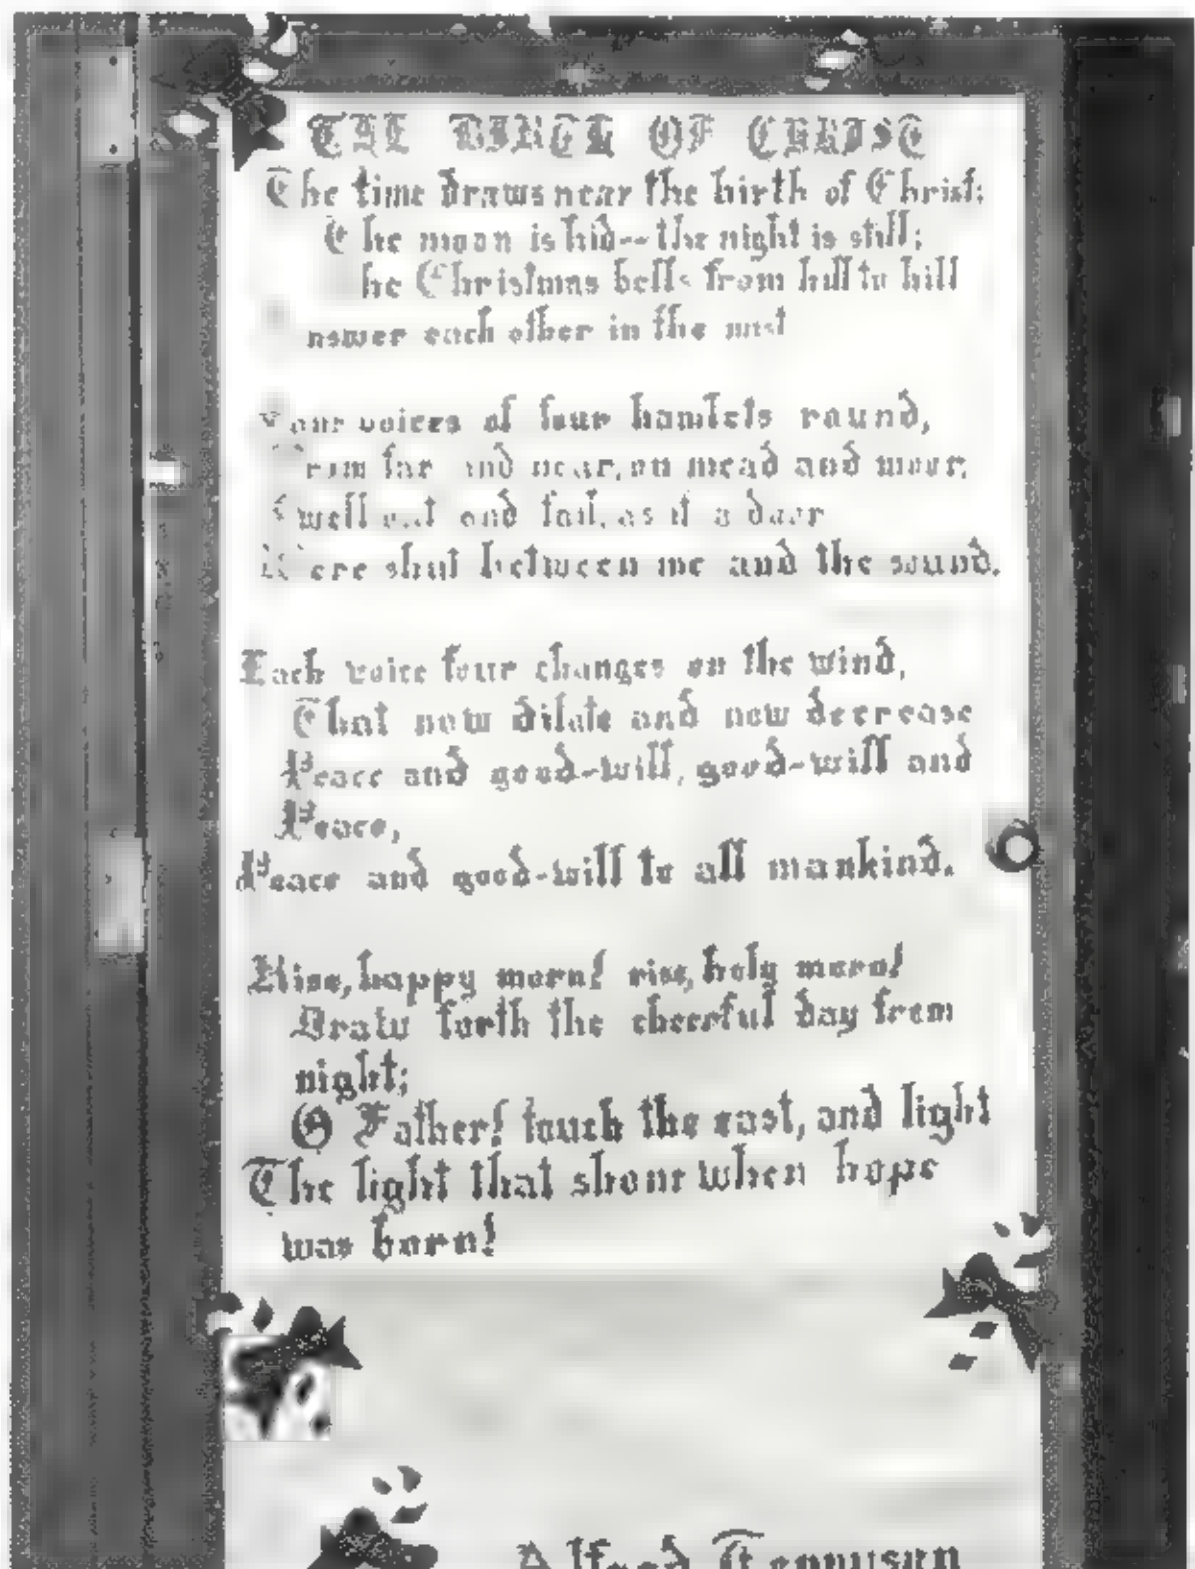 THE BIRTH OF CHRIST
The time draws near the birth of Christ;
The moon is hid--the night is still;
he Christmas bells from hill to hill
nswer each other in the mist
Four voices of four hamlets round,
From far and near, on mead and moor,
Swell out and fail, as if a door
Were shut between me and the sound.
Each voice four changes on the wind,
That now dilate and now decrease
Peace and good-will, good-will and
Peace,
Peace and good-will to all mankind.
Rise, happy morn! rise, holy morn!
Draw forth the cheerful day from
night;
O Father! touch the east, and light
The light that shone when hope
was born!
Alfred Tennyson